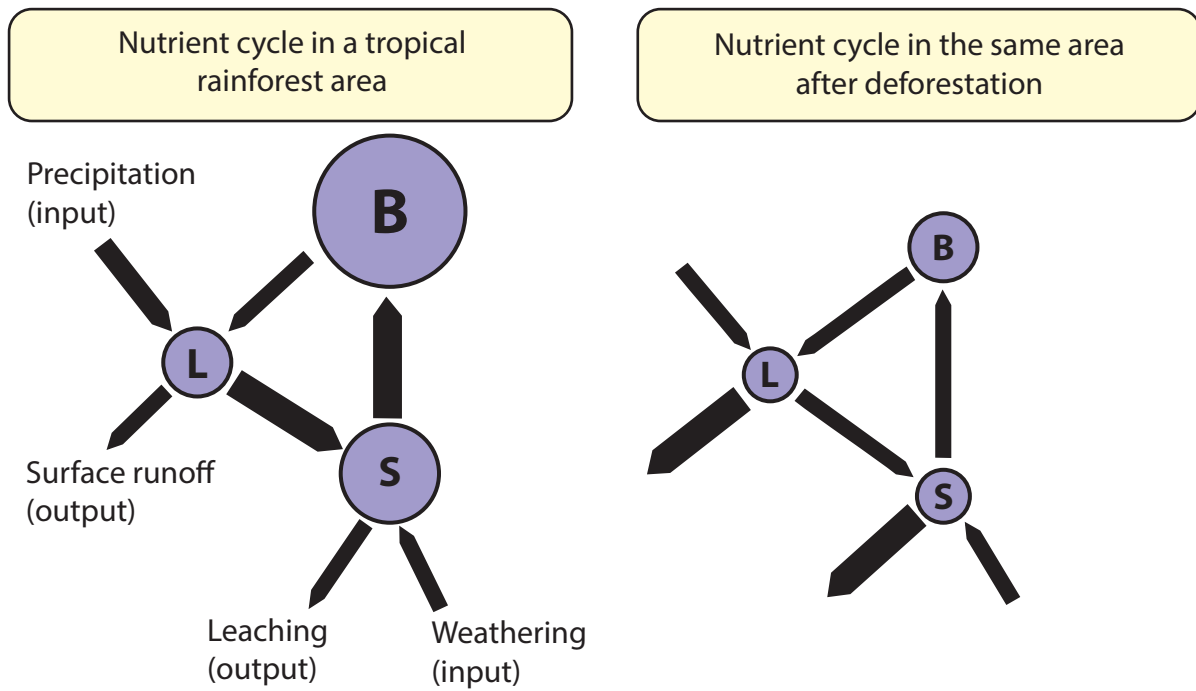 Nutrient cycle in a tropical
rainforest area
Nutrient cycle in the same area
after deforestation
Precipitation
(input)
B
L
S
Surface runoff
(output)
Leaching
(output)
Weathering
(input)
B
L
S